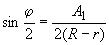 sin φ/2 = A₁/2(R − r)